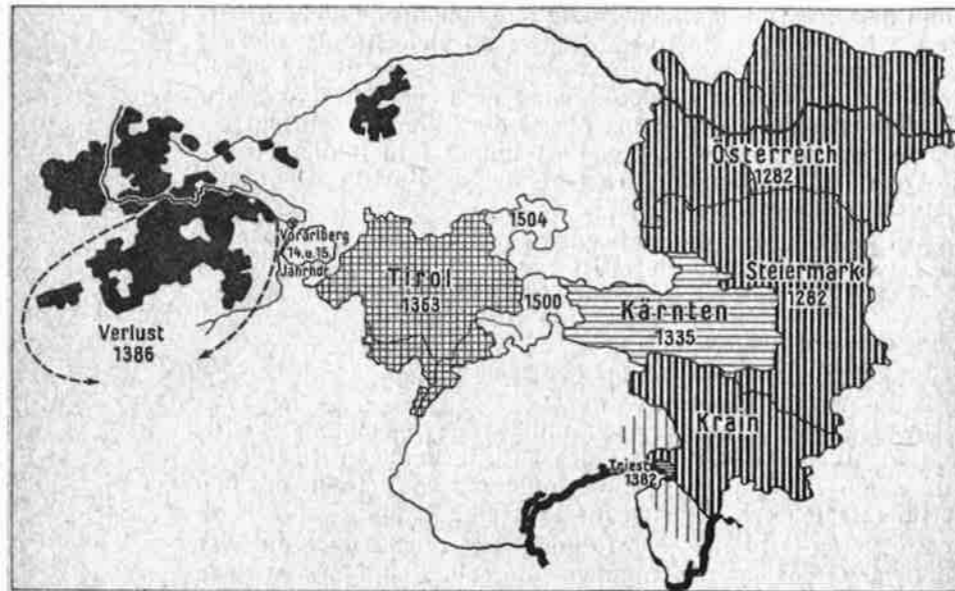 Österreich
1282
1504
Vorarlberg
14. u. 15.
Jahrhdt.
Tirol
1363
1500
Steiermark
1282
Kärnten
1335
Verlust
1386
Krain
Triest
1382